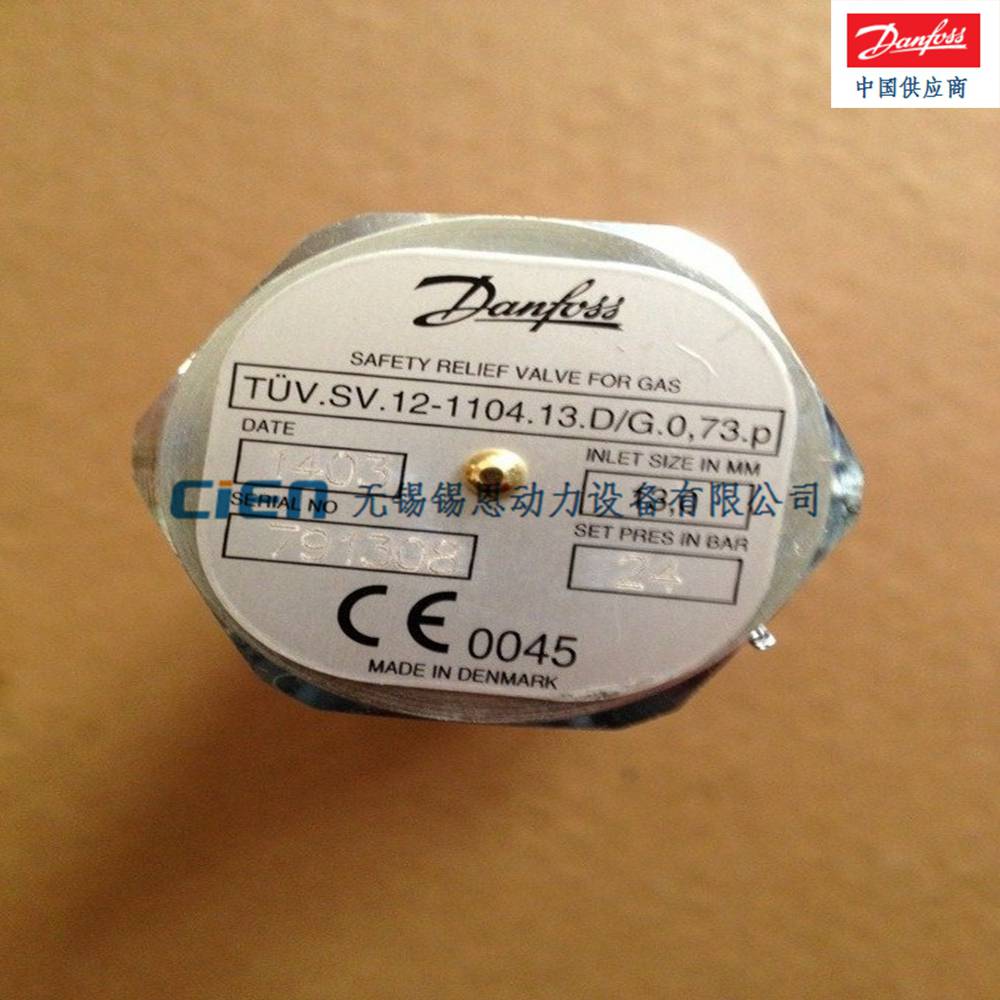 Danfoss
中国供应商
Danfoss
SAFETY RELIEF VALVE FOR GAS
TÜV.SV.12-1104.13.D/G.0,73.p
DATE
1403
INLET SIZE IN MM
CiEN 无锡锡恩动力设备有限公司
SERIAL NO
SET PRES IN BAR
791308
24
CE 0045
MADE IN DENMARK